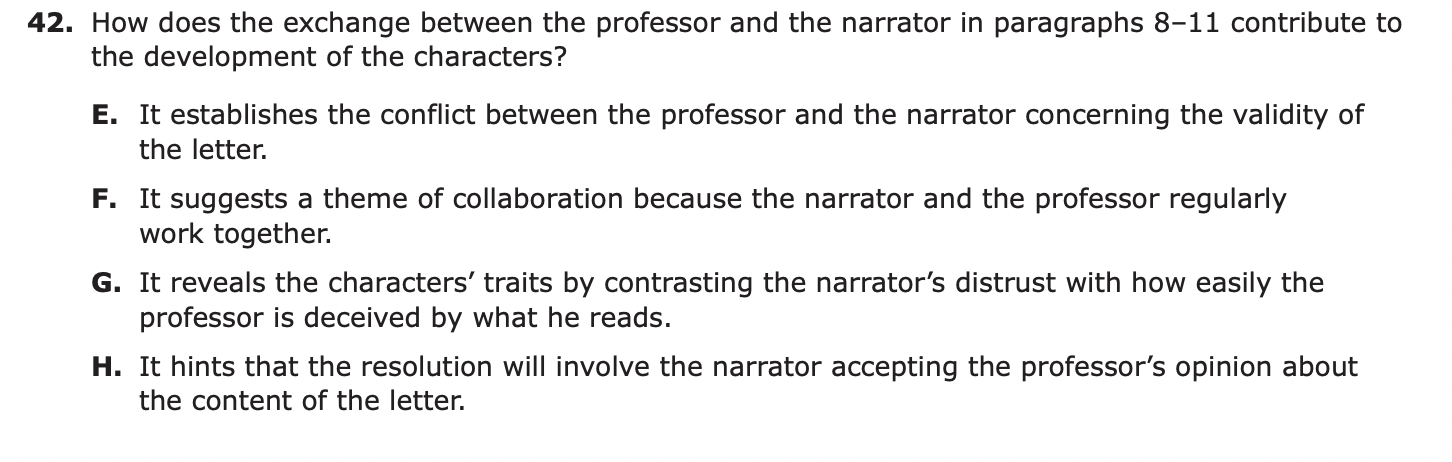 42. How does the exchange between the professor and the narrator in paragraphs 8–11 contribute to
the development of the characters?
E. It establishes the conflict between the professor and the narrator concerning the validity of
the letter.
F. It suggests a theme of collaboration because the narrator and the professor regularly
work together.
G. It reveals the characters’ traits by contrasting the narrator’s distrust with how easily the
professor is deceived by what he reads.
H. It hints that the resolution will involve the narrator accepting the professor’s opinion about
the content of the letter.